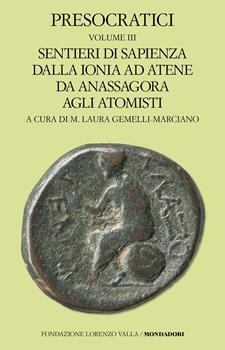 PRESOCRATICI
VOLUME III
SENTIERI DI SAPIENZA
DALLA IONIA AD ATENE
DA ANASSAGORA
AGLI ATOMISTI
A CURA DI M. LAURA GEMELLI-MARCIANO
FONDAZIONE LORENZO VALLA / MONDADORI